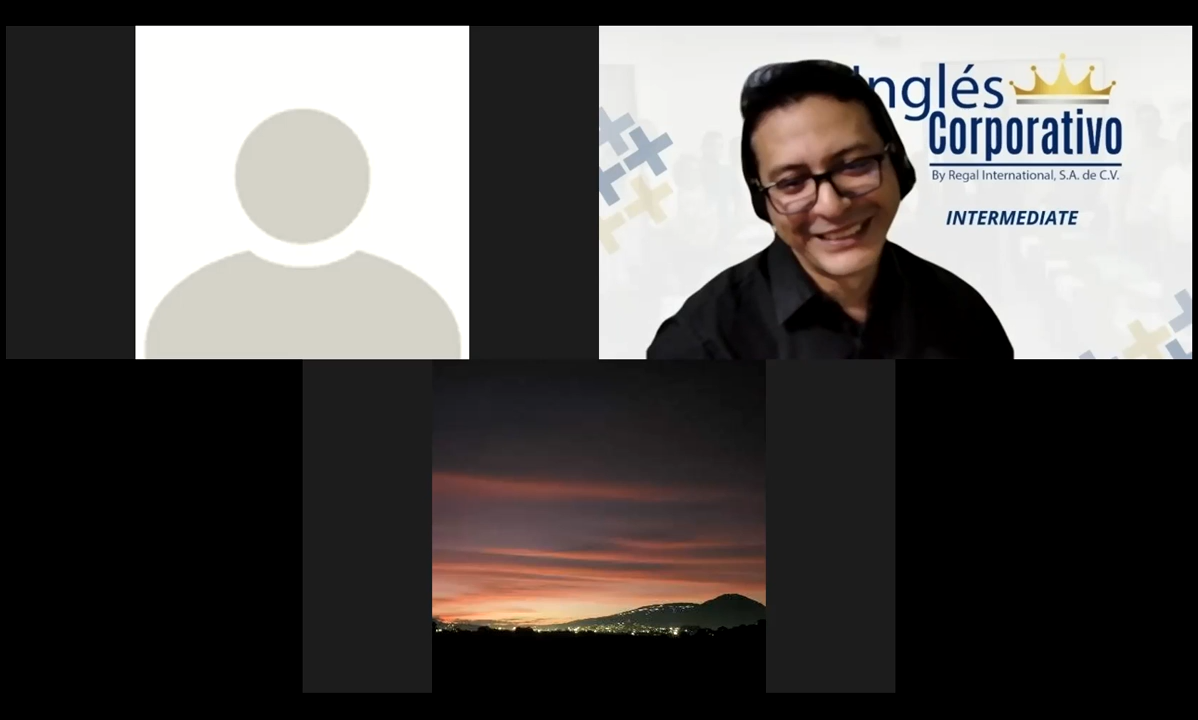 Inglés
Corporativo
By Regal International, S.A. de C.V.
INTERMEDIATE